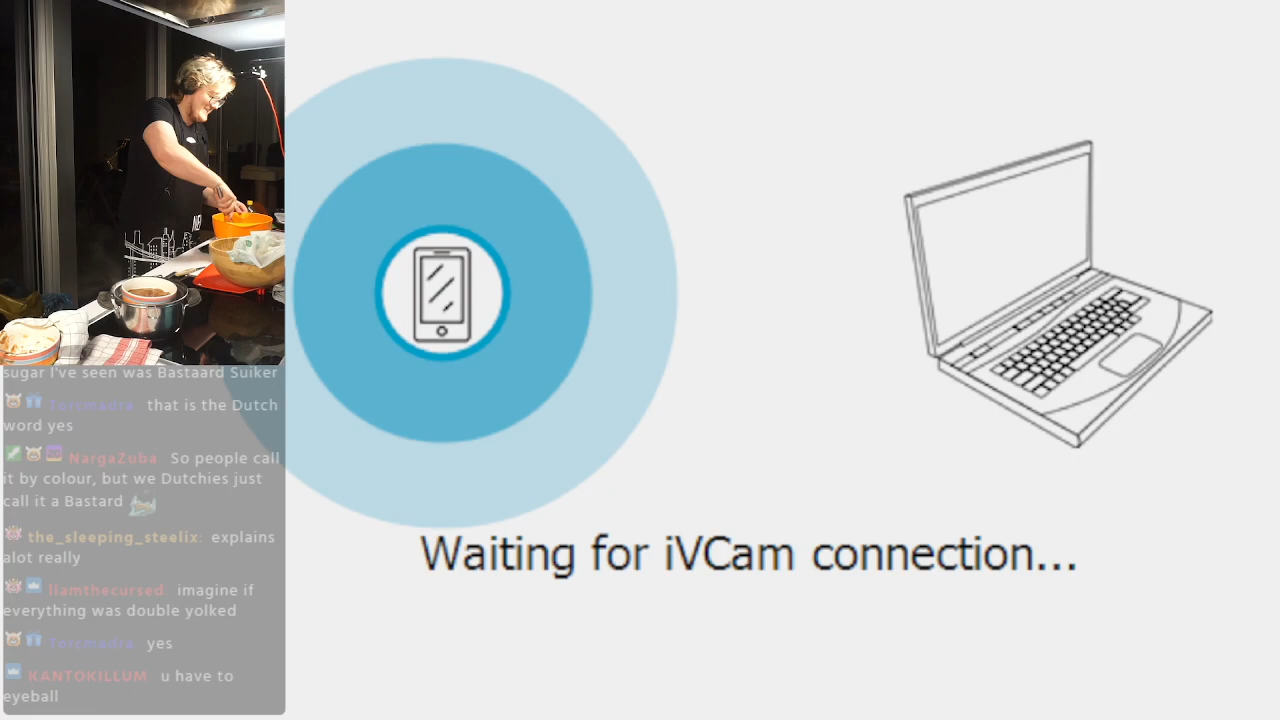 sugar I've seen was Bastaard Suiker
Torcmadra that is the Dutch
word yes
NargaZuba So people call
it by colour, but we Dutchies just
call it a Bastard
the_sleeping_steelix: explains
alot really
liamthecursed: imagine if
everything was double yolked
Torcmadra yes
KANTOKILLUM u have to
eyeball
Waiting for iVCam connection...